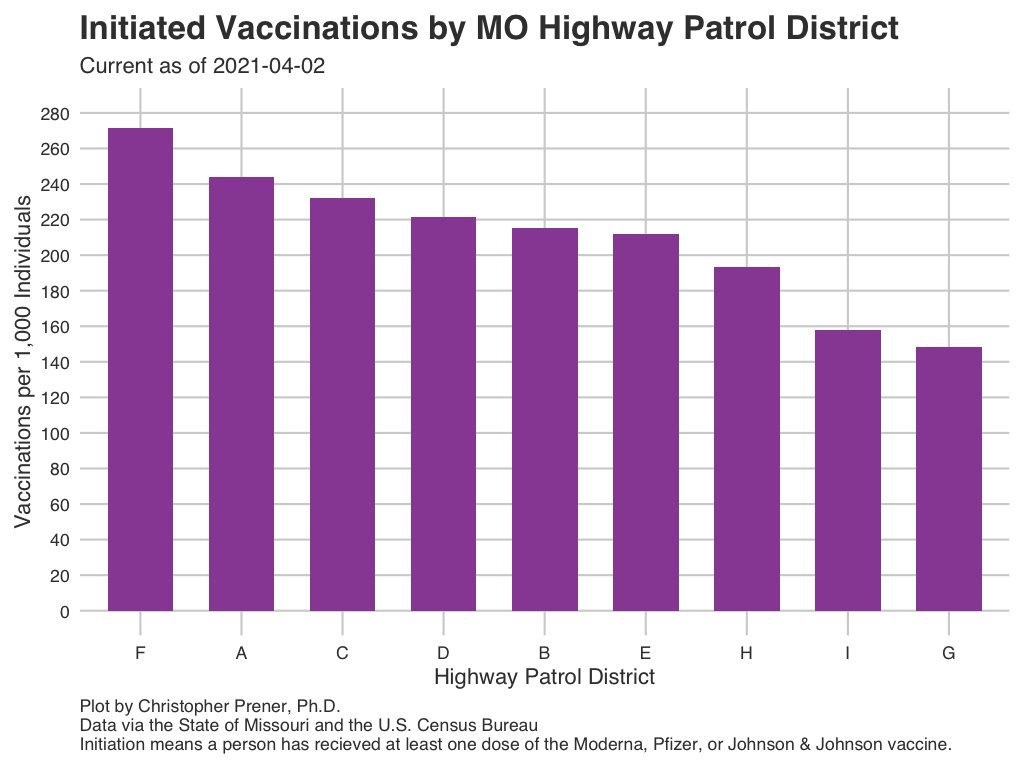 Initiated Vaccinations by MO Highway Patrol District
Current as of 2021-04-02
Vaccinations per 1,000 Individuals
280
260
240
220
200
180
160
140
120
100
80
60
40
20
0
F A C D B E H I G
Highway Patrol District
Plot by Christopher Prener, Ph.D.
Data via the State of Missouri and the U.S. Census Bureau
Initiation means a person has recieved at least one dose of the Moderna, Pfizer, or Johnson & Johnson vaccine.